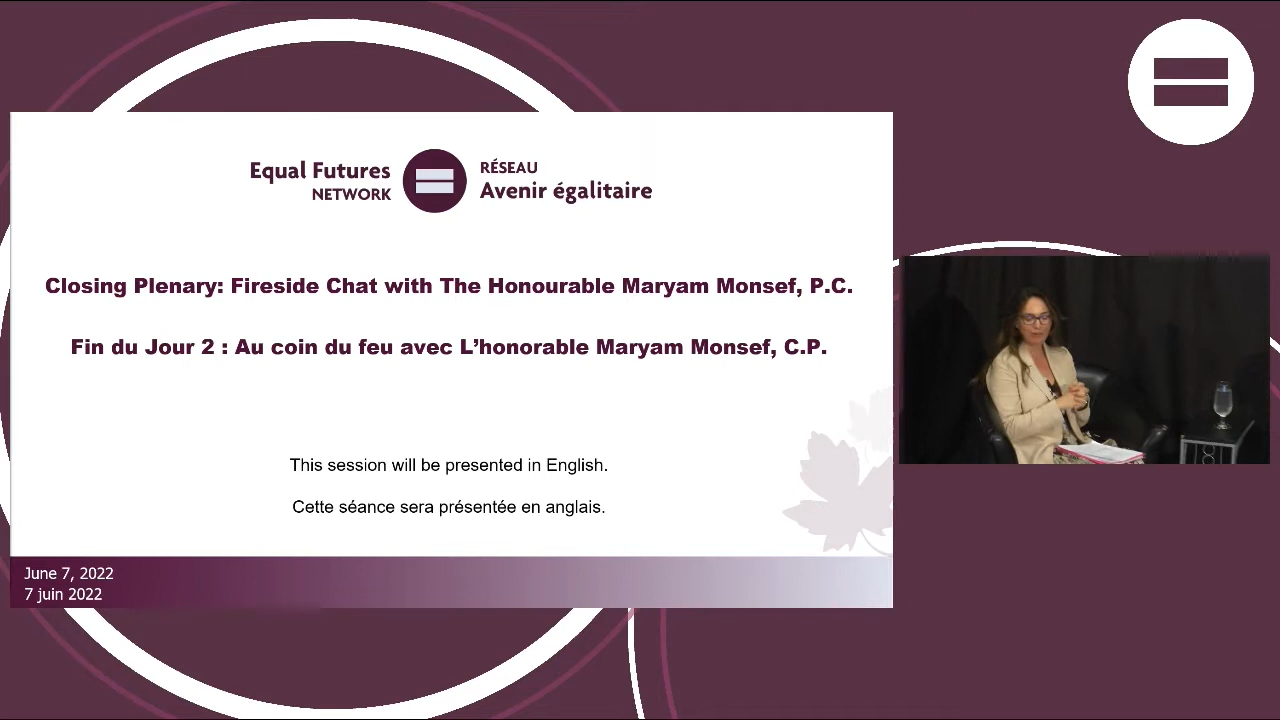 Equal Futures
NETWORK
RÉSEAU
Avenir égalitaire
Closing Plenary: Fireside Chat with The Honourable Maryam Monsef, P.C.
Fin du Jour 2 : Au coin du feu avec L'honorable Maryam Monsef, C.P.
This session will be presented in English.
Cette séance sera présentée en anglais.
June 7, 2022
7 juin 2022